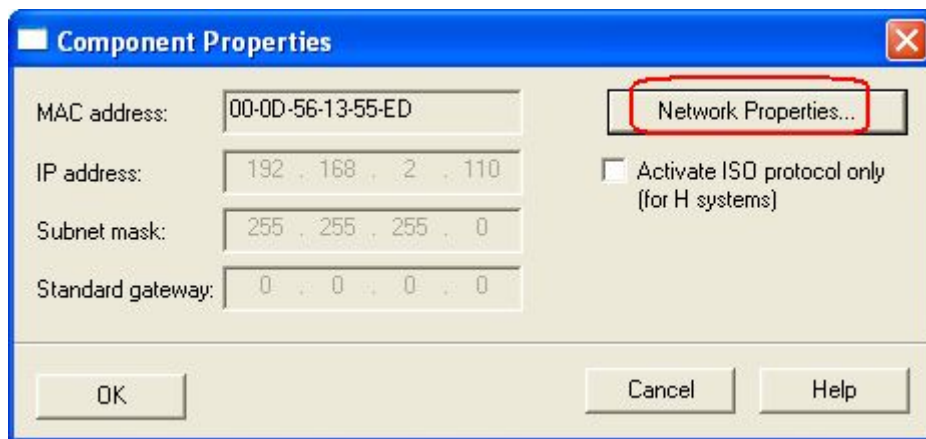 Component Properties
MAC address: 00-0D-56-13-55-ED Network Properties...
IP address: 192 . 168 . 2 . 110 Activate ISO protocol only
(for H systems)
Subnet mask: 255 . 255 . 255 . 0
Standard gateway: 0 . 0 . 0 . 0
OK Cancel Help